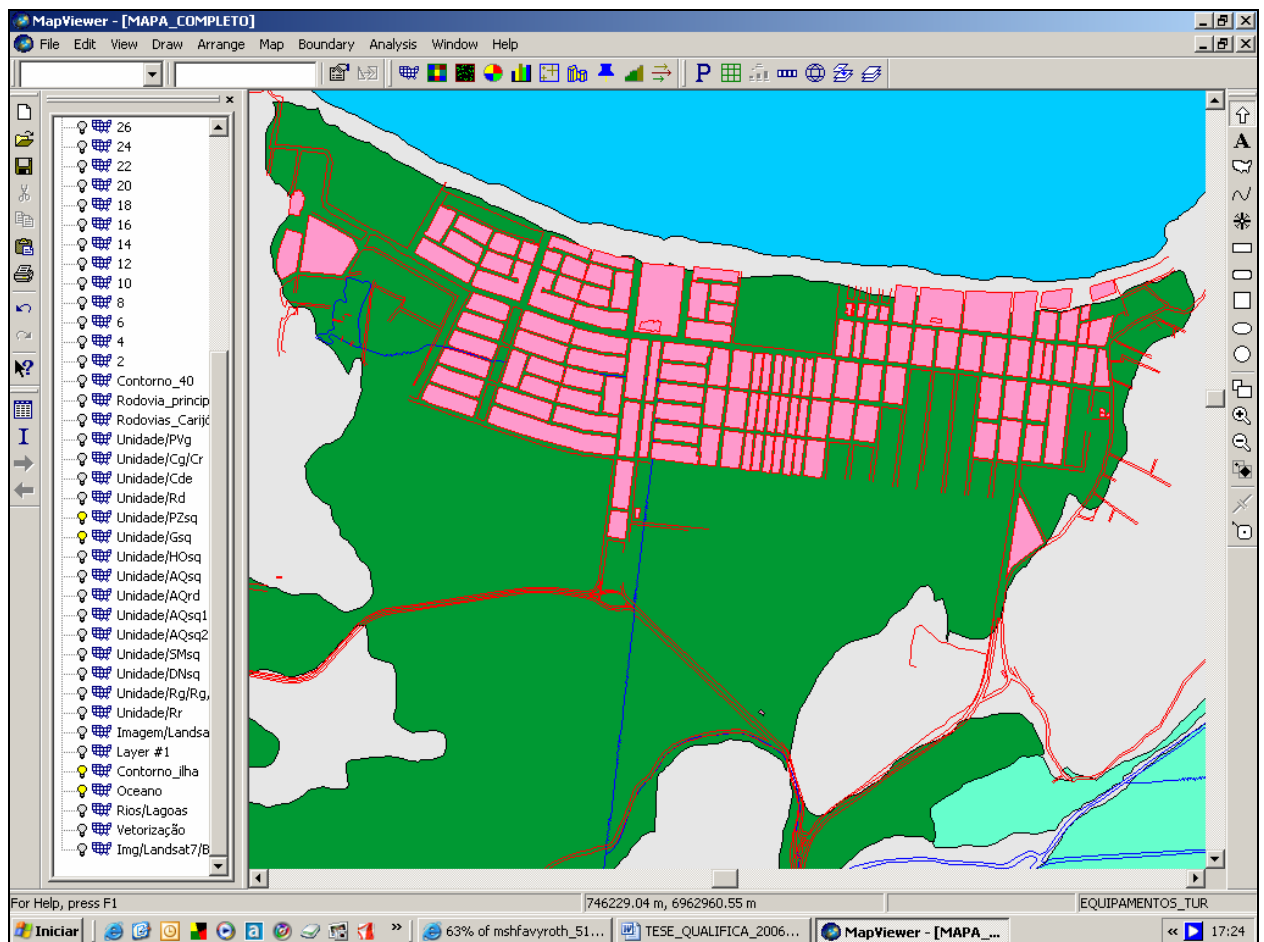 MapViewer - [MAPA_COMPLETO]
File Edit View Draw Arrange Map Boundary Analysis Window Help
26
24
22
20
18
16
14
12
10
8
6
4
2
Contorno_40
Rodovia_princip
Rodovias_Carijó
Unidade/PVg
Unidade/Cg/Cr
Unidade/Cde
Unidade/Rd
Unidade/PZsq
Unidade/Gsq
Unidade/HOsq
Unidade/AQsq
Unidade/AQrd
Unidade/AQsq1
Unidade/AQsq2
Unidade/SMsq
Unidade/DNsq
Unidade/Rg/Rg,
Unidade/Rr
Imagem/Landsa
Layer #1
Contorno_ilha
Oceano
Rios/Lagoas
Vetorização
Img/Landsat7/B
For Help, press F1
746229.04 m, 6962960.55 m
EQUIPAMENTOS_TUR
Iniciar
63% of mshfavyroth_51...
TESE_QUALIFICA_2006...
MapViewer - [MAPA_...
17:24